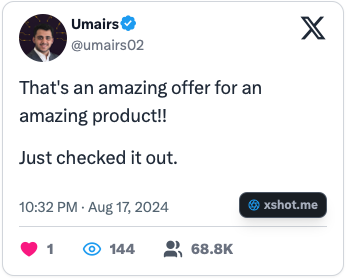 Umairs
@umairs02
That's an amazing offer for an
amazing product!!
Just checked it out.
10:32 PM · Aug 17, 2024
xshot.me
1
144
68.8K